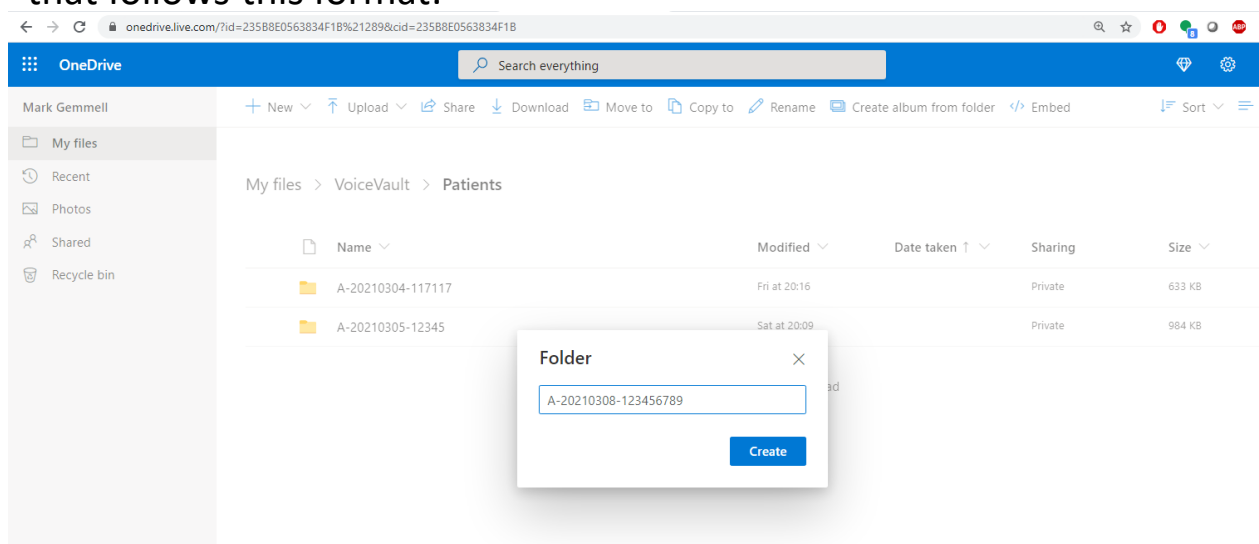 that follows this format:
onedrive.live.com/?id=235B8E0563834F1B%21289&cid=235B8E0563834F1B
8
ABP
OneDrive
Search everything
Mark Gemmell
New Upload Share Download Move to Copy to Rename Create album from folder Embed Sort
My files
Recent
My files > VoiceVault > Patients
Photos
Shared
Name Modified Date taken ↑ Sharing Size
Recycle bin
A-20210304-117117 Fri at 20:16 Private 633 KB
A-20210305-12345 Sat at 20:09 Private 984 KB
Folder
ad
A-20210308-123456789
Create